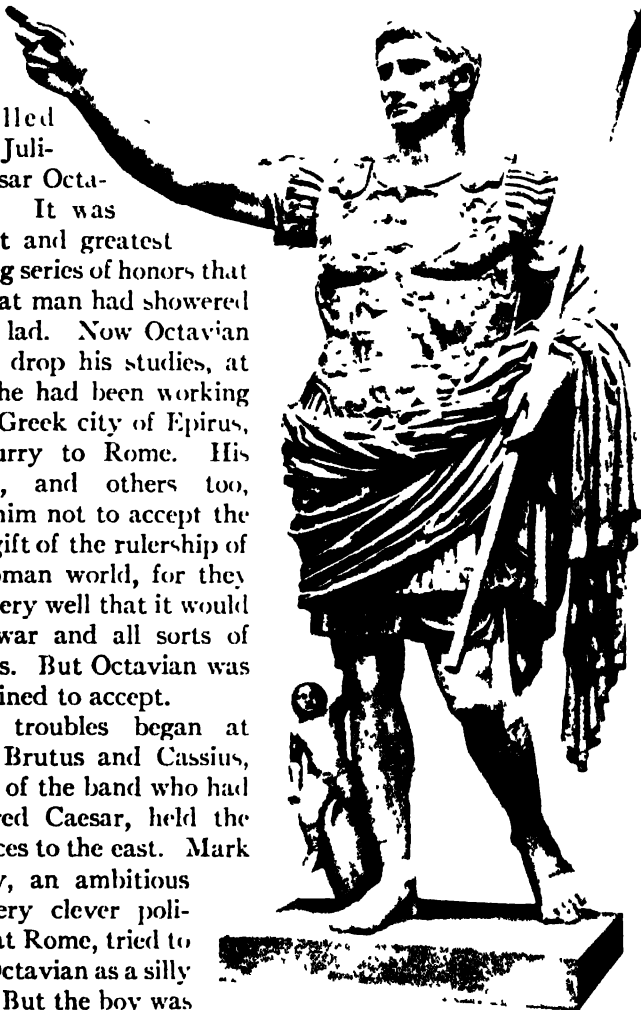 lled
Juli-
sar Octa-
It was
t and greatest
g series of honors that
at man had showered
lad. Now Octavian
drop his studies, at
he had been working
Greek city of Epirus,
urry to Rome. His
, and others too,
him not to accept the
gift of the rulership of
man world, for they
ery well that it would
war and all sorts of
s. But Octavian was
ined to accept.
troubles began at
Brutus and Cassius,
of the band who had
ed Caesar, held the
ces to the east. Mark
y, an ambitious
ery clever poli-
at Rome, tried to
Octavian as a silly
But the boy was